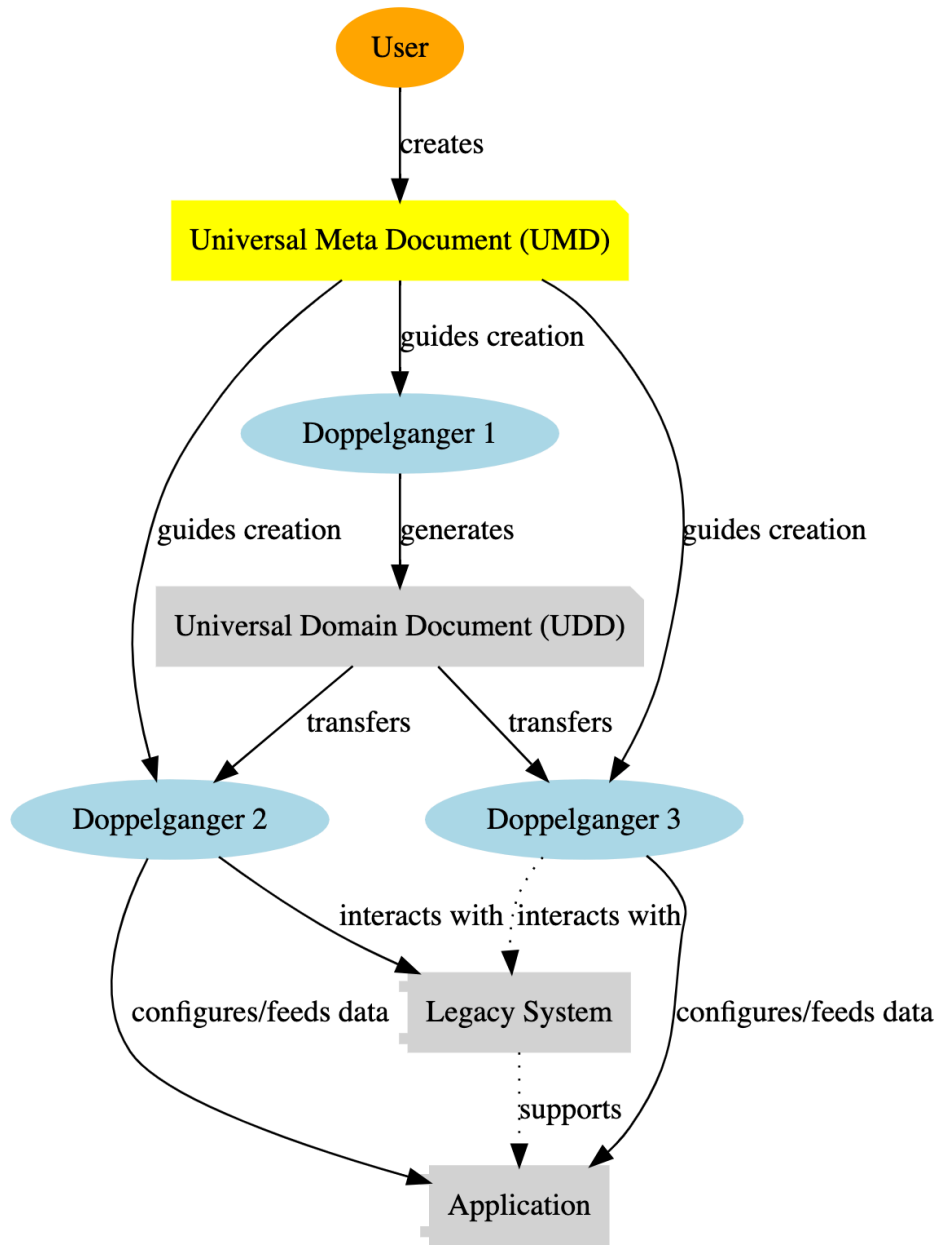 User
creates
Universal Meta Document (UMD)
guides creation
Doppelganger 1
guides creation
generates
guides creation
Universal Domain Document (UDD)
transfers
transfers
Doppelganger 2
Doppelganger 3
interacts with
interacts with
configures/feeds data
Legacy System
configures/feeds data
supports
Application